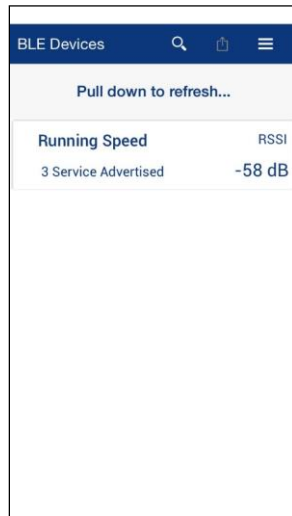 BLE Devices
Pull down to refresh...
Running Speed RSSI
3 Service Advertised -58 dB